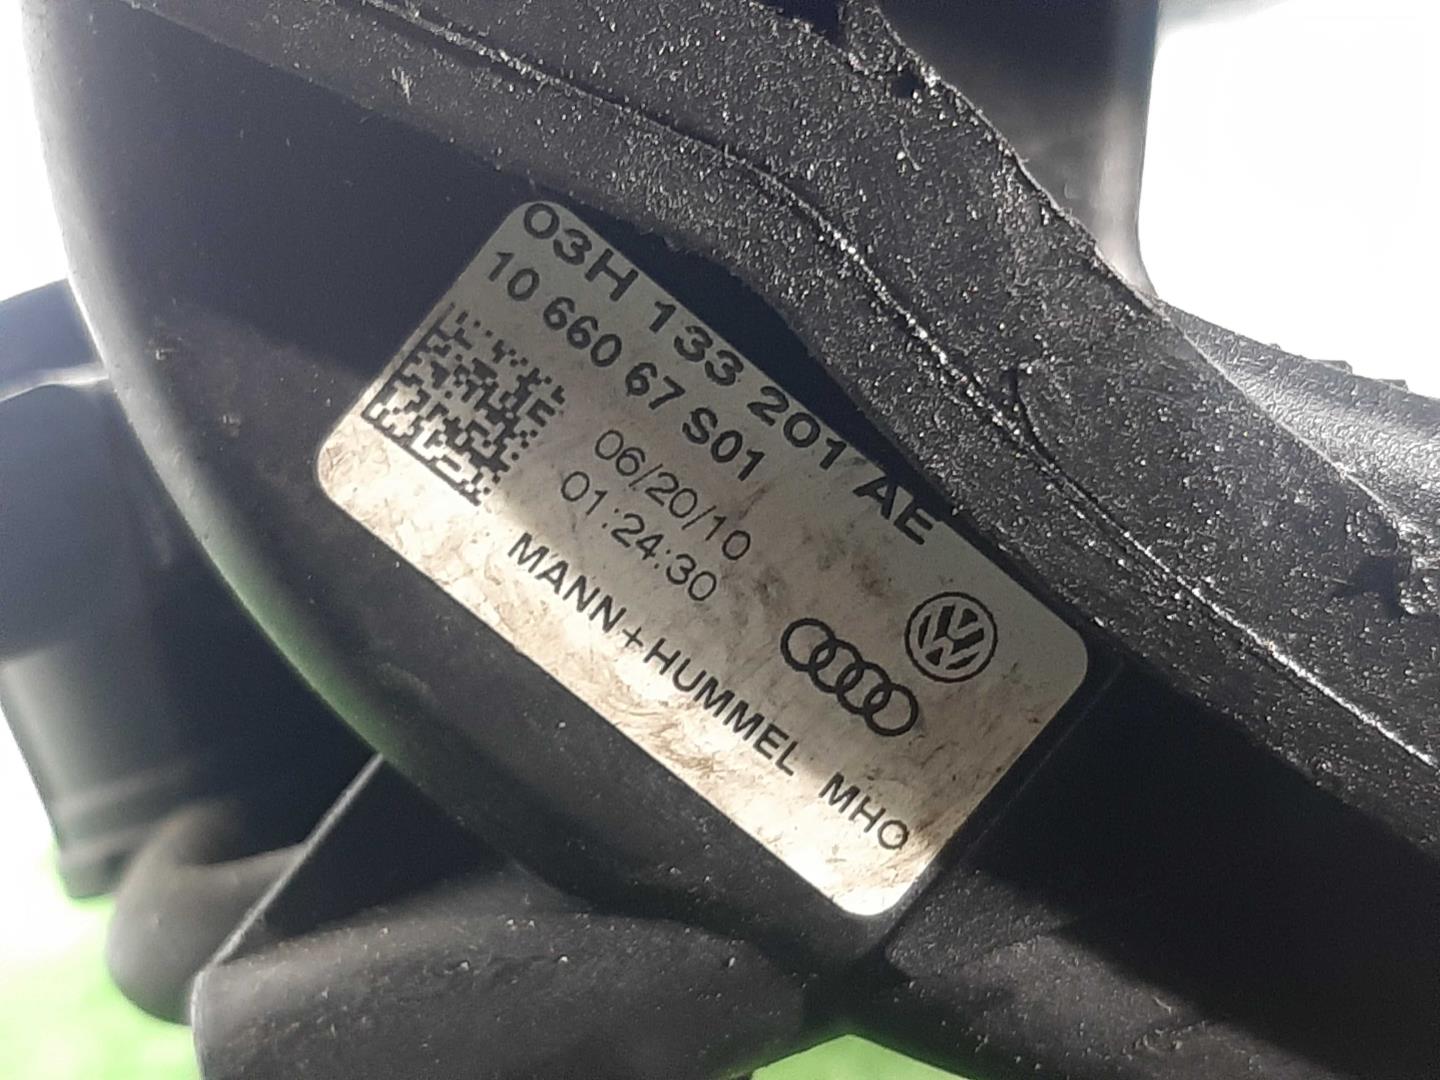 03H 133 201 AE
10 660 67 S01
06/20/10
01:24:30
MANN+HUMMEL MHO